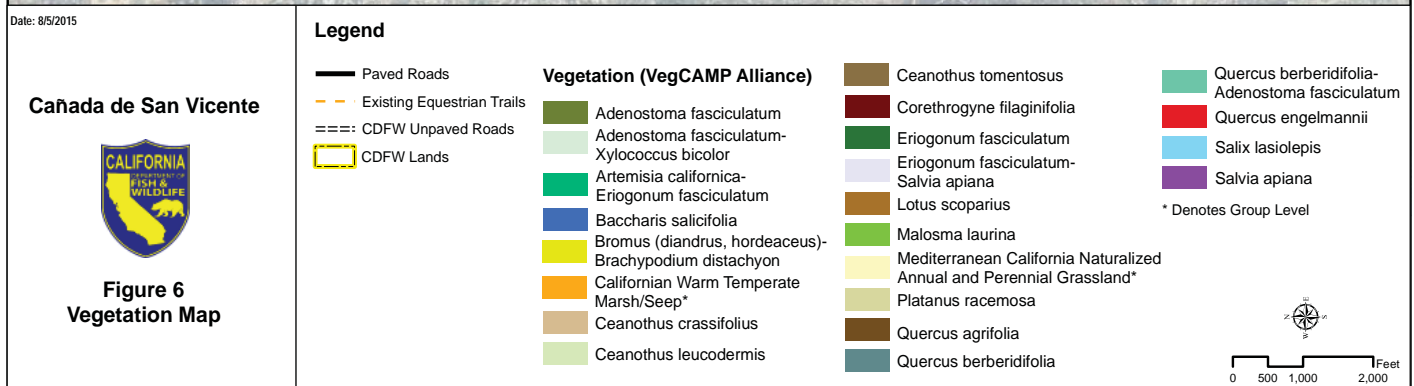 Date: 8/5/2015
Cañada de San Vicente
CALIFORNIA
DEPARTMENT OF
FISH &
WILDLIFE
Figure 6
Vegetation Map
Legend
Paved Roads
Existing Equestrian Trails
CDFW Unpaved Roads
CDFW Lands
Vegetation (VegCAMP Alliance)
Adenostoma fasciculatum
Adenostoma fasciculatum-
Xylococcus bicolor
Artemisia californica-
Eriogonum fasciculatum
Baccharis salicifolia
Bromus (diandrus, hordeaceus)-
Brachypodium distachyon
Californian Warm Temperate
Marsh/Seep*
Ceanothus crassifolius
Ceanothus leucodermis
Ceanothus tomentosus
Corethrogyne filaginifolia
Eriogonum fasciculatum
Eriogonum fasciculatum-
Salvia apiana
Lotus scoparius
Malosma laurina
Mediterranean California Naturalized
Annual and Perennial Grassland*
Platanus racemosa
Quercus agrifolia
Quercus berberidifolia
Quercus berberidifolia-
Adenostoma fasciculatum
Quercus engelmannii
Salix lasiolepis
Salvia apiana
* Denotes Group Level
E
N S
W
Feet
0 500 1,000 2,000